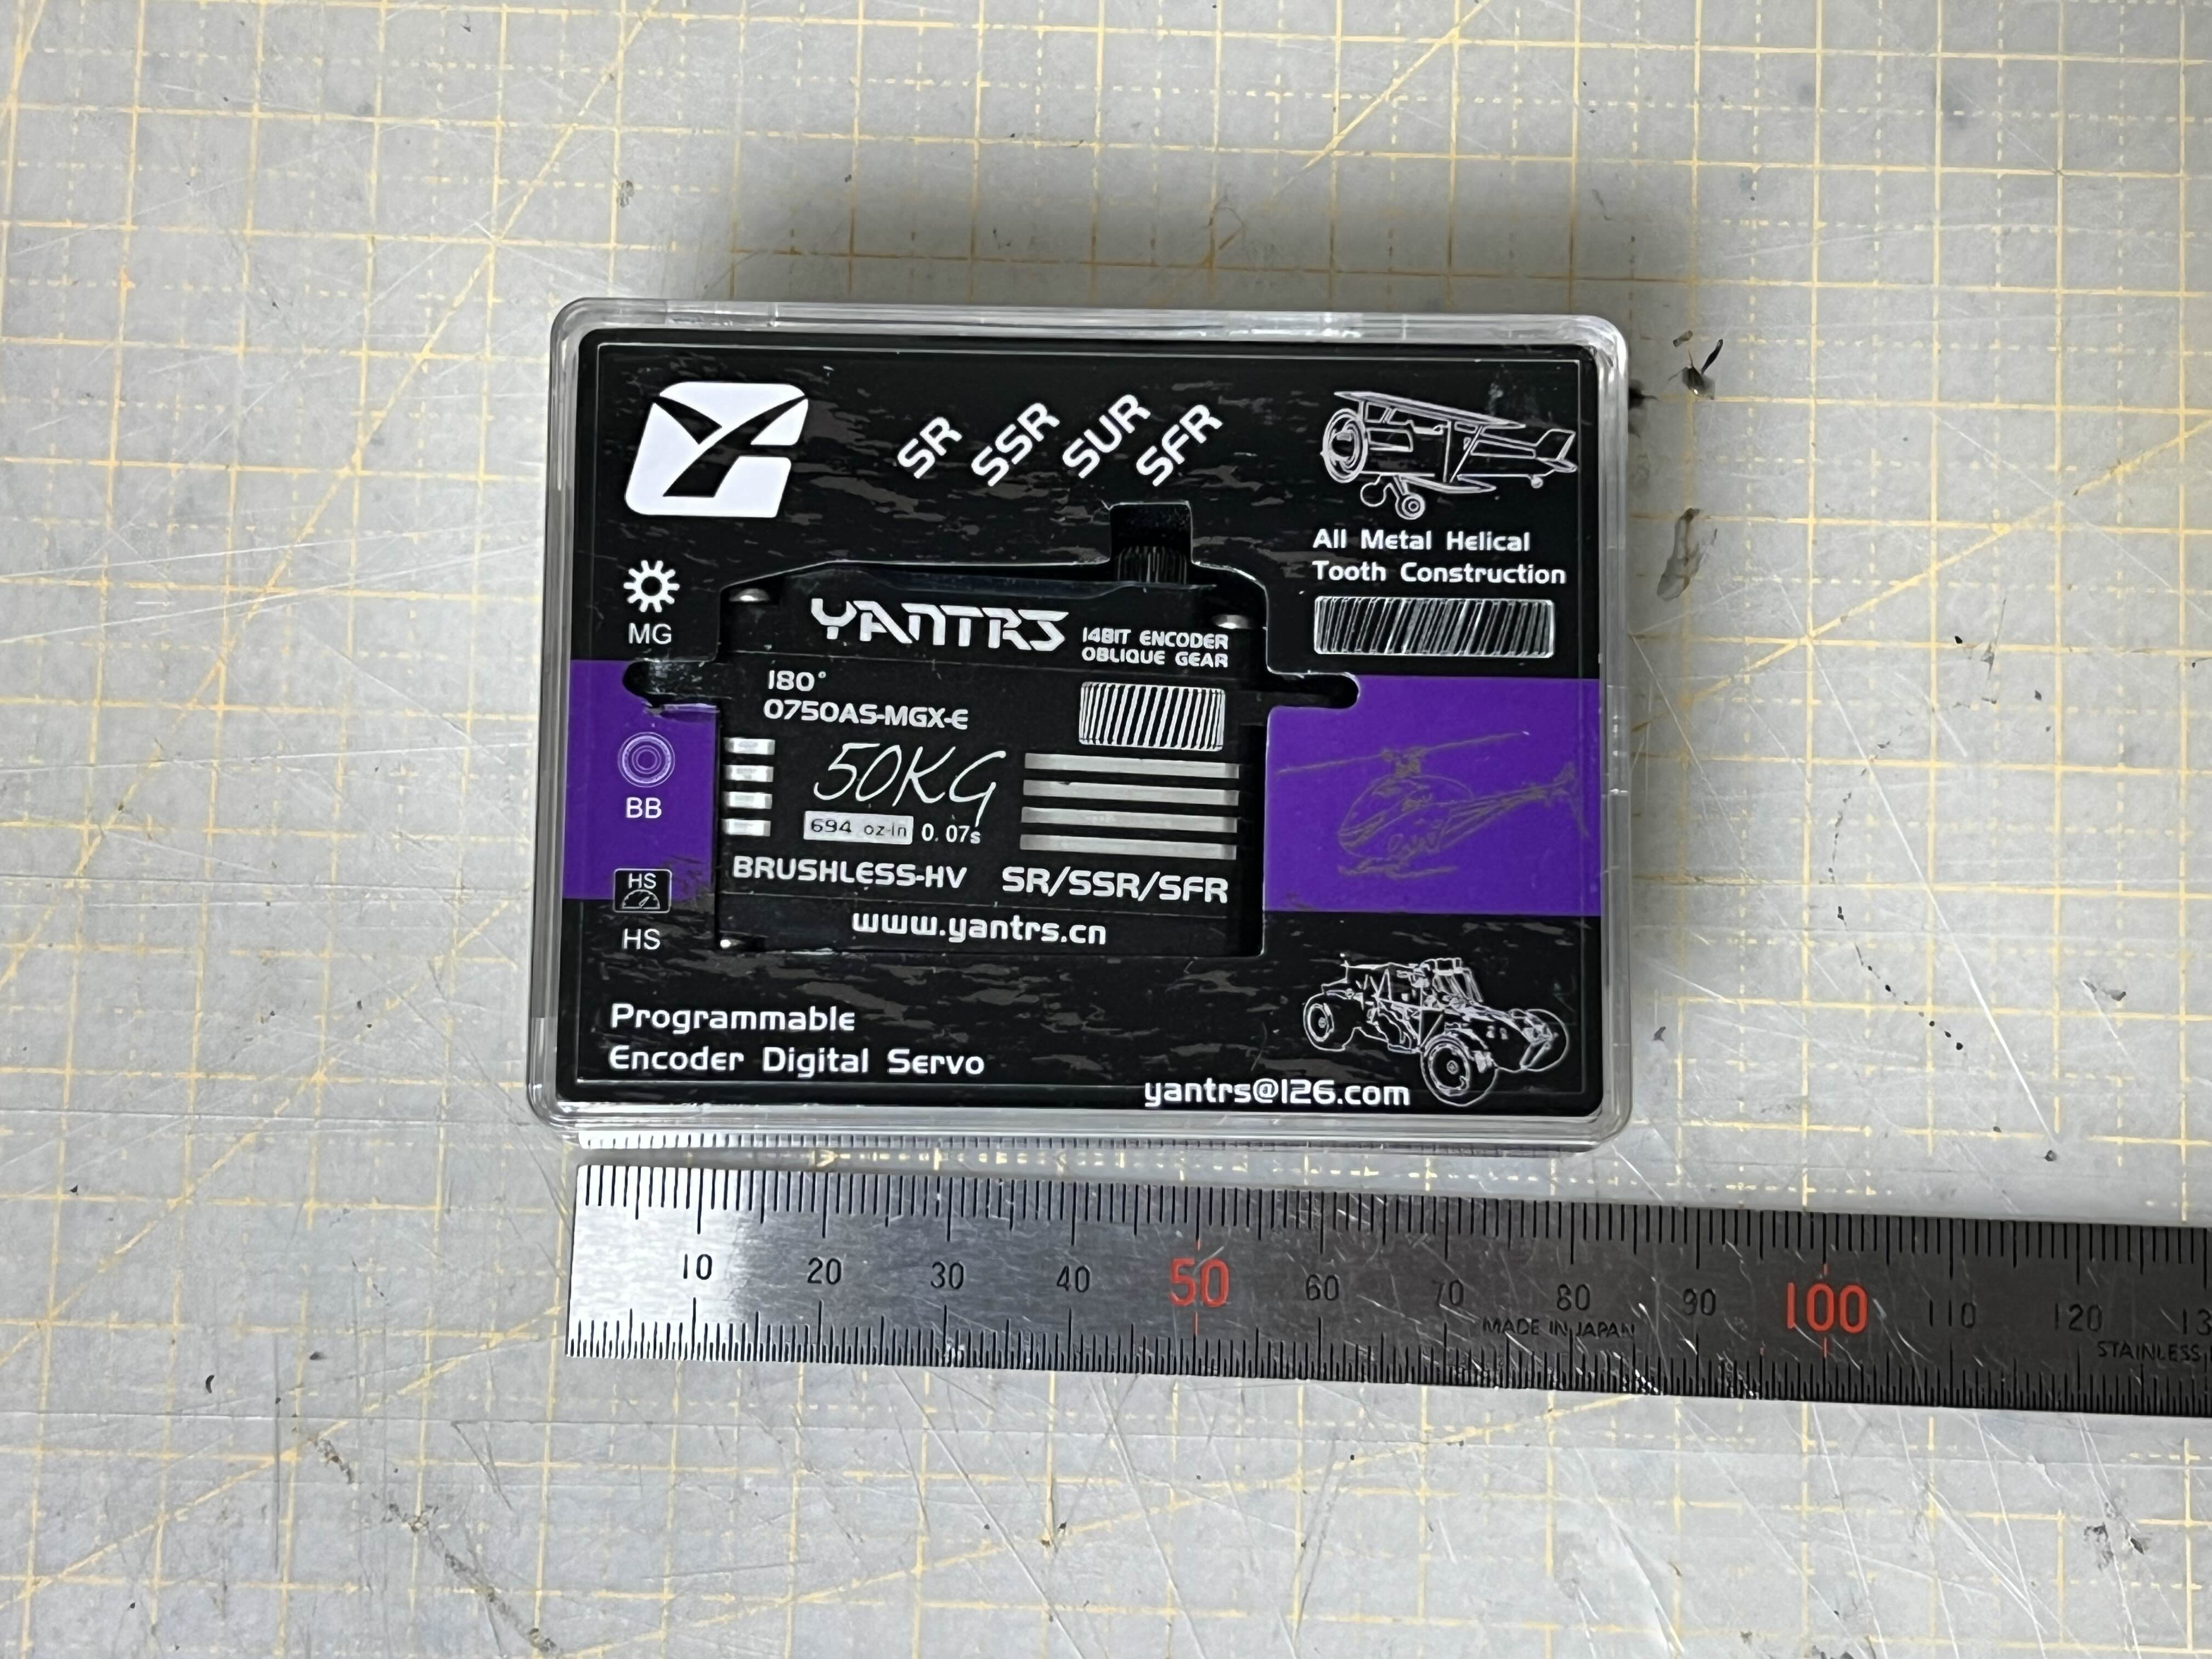 SR SSR SUR SFR
All Metal Helical
Tooth Construction
MG
YANTRS
14BIT ENCODER
OBLIQUE GEAR
180°
0750AS-MGX-E
50KG
694 oz-in 0.07s
BB
BRUSHLESS-HV SR/SSR/SFR
HS
www.yantrs.cn
HS
Programmable
Encoder Digital Servo
yantrs@126.com
10 20 30 40 50 60 70 80 90 100 110 120
MADE IN JAPAN
STAINLESS